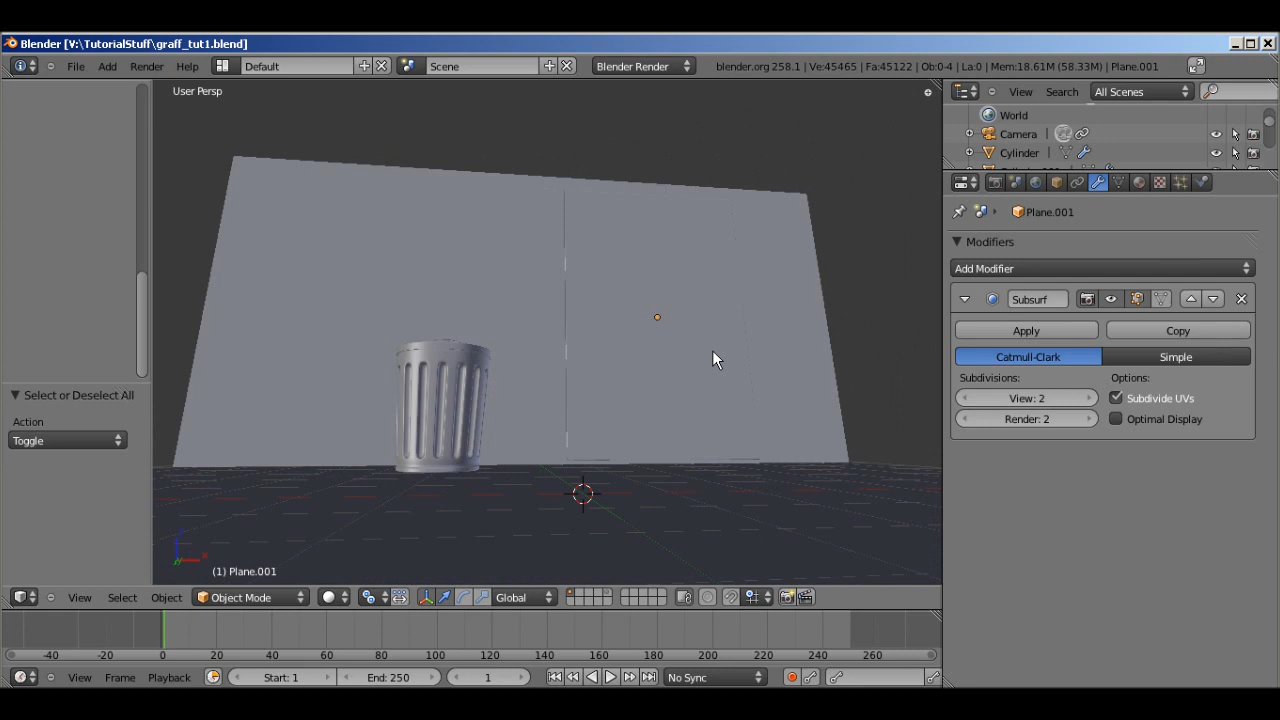 Blender [V:\TutorialStuff\graff_tut1.blend]
File Add Render Help Default Scene Blender Render blender.org 258.1 | Ve:45465 | Fa:45122 | Ob:0-4 | La:0 | Mem:18.61M (58.33M) | Plane.001
User Persp
View Search All Scenes
World
Camera
Cylinder
Plane.001
Modifiers
Add Modifier
Subsurf
Apply Copy
Catmull-Clark Simple
Subdivisions: Options:
View: 2 Subdivide UVs
Render: 2 Optimal Display
Select or Deselect All
Action
Toggle
(1) Plane.001
View Select Object Object Mode Global
-40 -20 0 20 40 60 80 100 120 140 160 180 200 220 240 260
View Frame Playback Start: 1 End: 250 1 No Sync